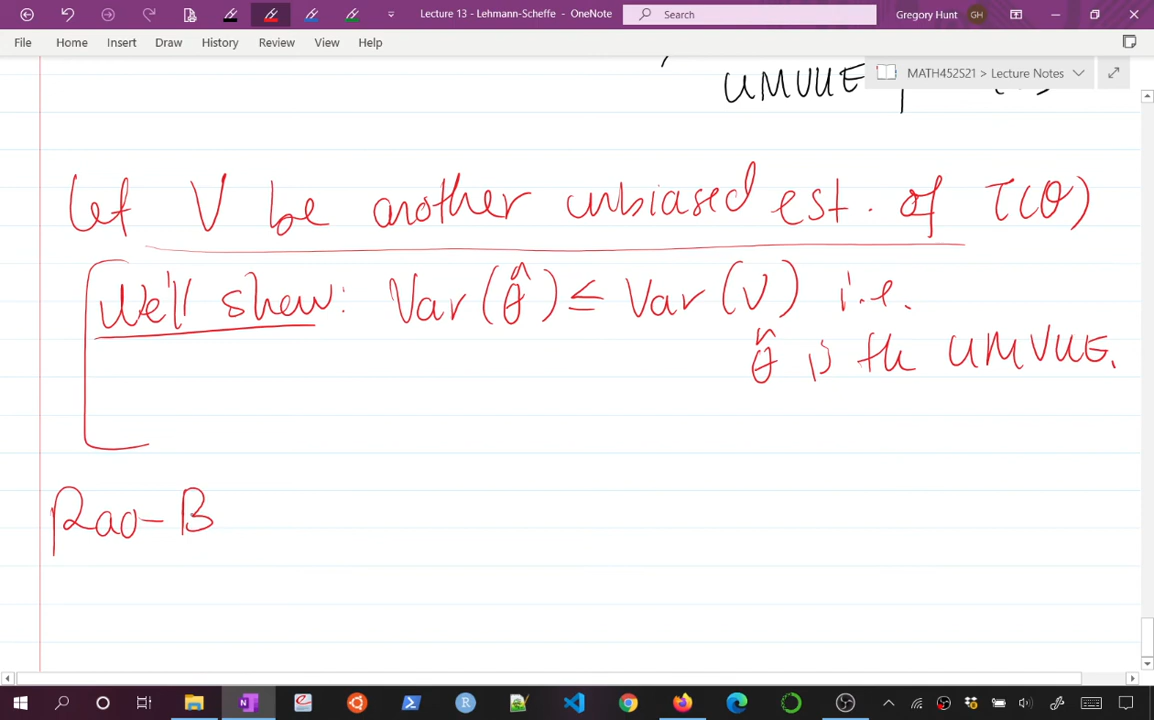 Lecture 13 - Lehmann-Scheffe - OneNote
Search
Gregory Hunt
GH
File Home Insert Draw History Review View Help
MATH452S21 > Lecture Notes
UMVUE
Let V be another unbiased est. of τ(θ)
We'll show: Var(θ̂) ≤ Var(V) i.e.
θ̂ is the UMVUE.
Rao-B